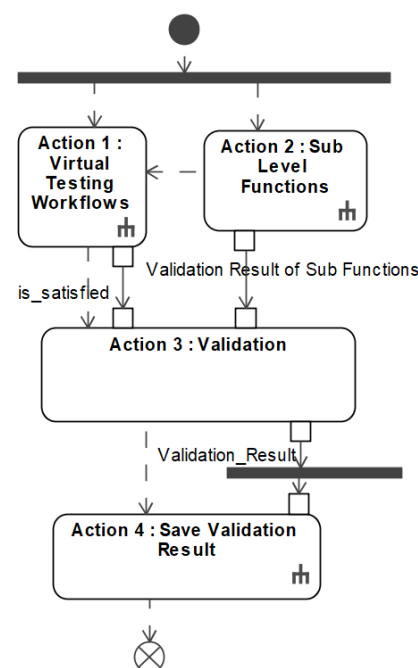 Action 1 :
Virtual
Testing
Workflows
Action 2 : Sub
Level
Functions
Validation Result of Sub Functions
is_satisfied
Action 3 : Validation
Validation_Result
Action 4 : Save Validation
Result